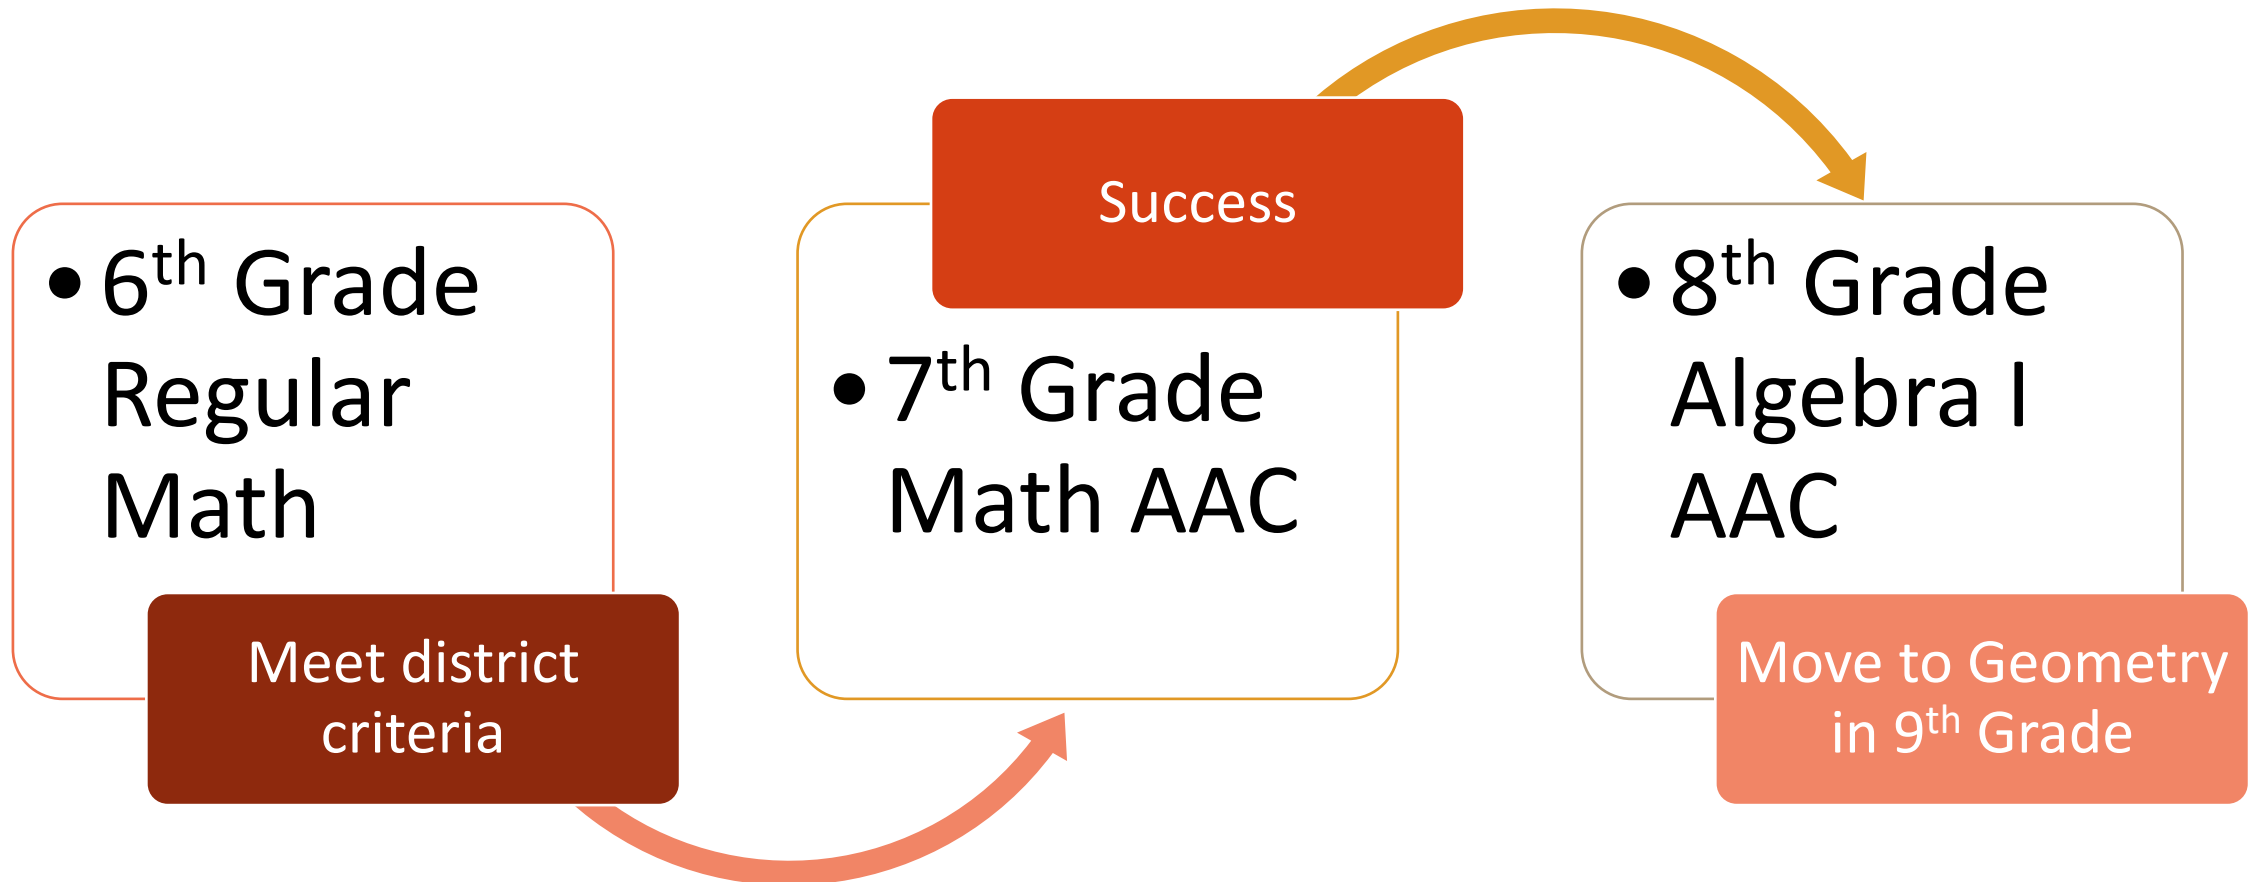 • 6th Grade
Regular
Math
Meet district
criteria
Success
• 7th Grade
Math AAC
• 8th Grade
Algebra I
AAC
Move to Geometry
in 9th Grade